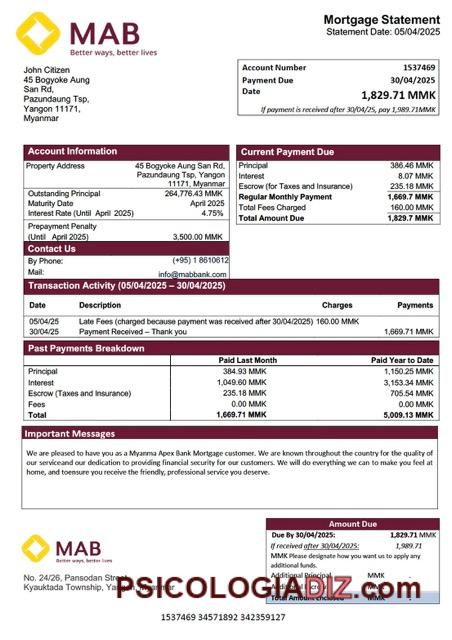 MAB
Better ways, better lives
Mortgage Statement
Statement Date: 05/04/2025
John Citizen
45 Bogyoke Aung
San Rd,
Pazundaung Tsp,
Yangon 11171,
Myanmar
Account Number 1537469
Payment Due 30/04/2025
Date
1,829.71 MMK
If payment is received after 30/04/25, pay 1,989.71MMK
Account Information
Property Address 45 Bogyoke Aung San Rd,
Pazundaung Tsp, Yangon
11171, Myanmar
Outstanding Principal 264,776.43 MMK
Maturity Date April 2025
Interest Rate (Until April 2025) 4.75%
Prepayment Penalty
(Until April 2025) 3,500.00 MMK
Contact Us
By Phone: (+95) 1 8610612
Mail: info@mabbank.com
Current Payment Due
Principal 386.46 MMK
Interest 8.07 MMK
Escrow (for Taxes and Insurance) 235.18 MMK
Regular Monthly Payment 1,669.7 MMK
Total Fees Charged 160.00 MMK
Total Amount Due 1,829.7 MMK
Transaction Activity (05/04/2025 – 30/04/2025)
Date Description Charges Payments
05/04/25 Late Fees (charged because payment was received after 30/04/2025) 160.00 MMK
30/04/25 Payment Received – Thank you 1,669.71 MMK
Past Payments Breakdown
Paid Last Month Paid Year to Date
Principal 384.93 MMK 1,150.25 MMK
Interest 1,049.60 MMK 3,153.34 MMK
Escrow (Taxes and Insurance) 235.18 MMK 705.54 MMK
Fees 0.00 MMK 0.00 MMK
Total 1,669.71 MMK 5,009.13 MMK
Important Messages
We are pleased to have you as a Myanma Apex Bank Mortgage customer. We are known throughout the country for the quality of
our serviceand our dedication to providing financial security for our customers. We will do everything we can to make you feel at
home, and toensure you receive the friendly, professional service you deserve.
MAB
Better ways, better lives
No. 24/26, Pansodan Street,
Kyauktada Township, Yangon, Myanmar
Amount Due
Due By 30/04/2025: 1,829.71 MMK
If received after 30/04/2025: 1,989.71
MMK Please designate how you want us to apply any
additional funds.
Additional Principal MMK
Total Amount Enclosed MMK
PSICOLOGIADIZ.com
1537469 34571892 342359127